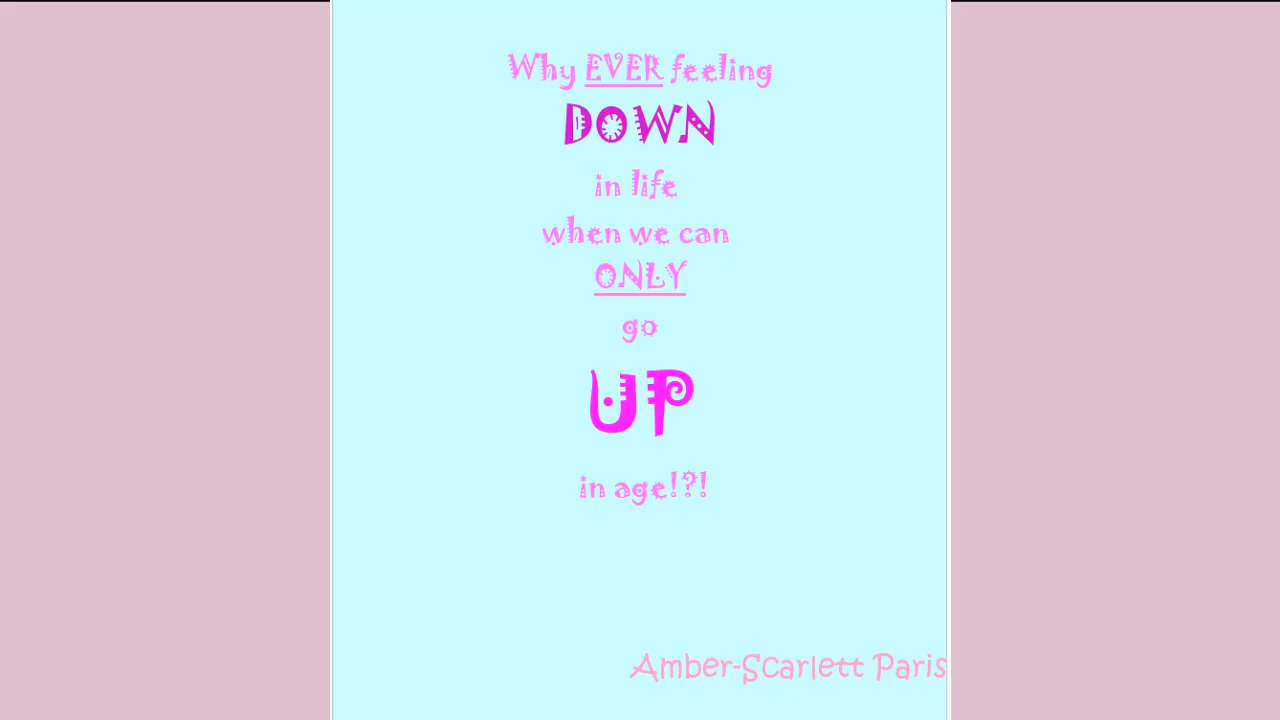 Why EVER feeling
DOWN
in life
when we can
ONLY
go
UP
in age!?!
Amber-Scarlett Paris